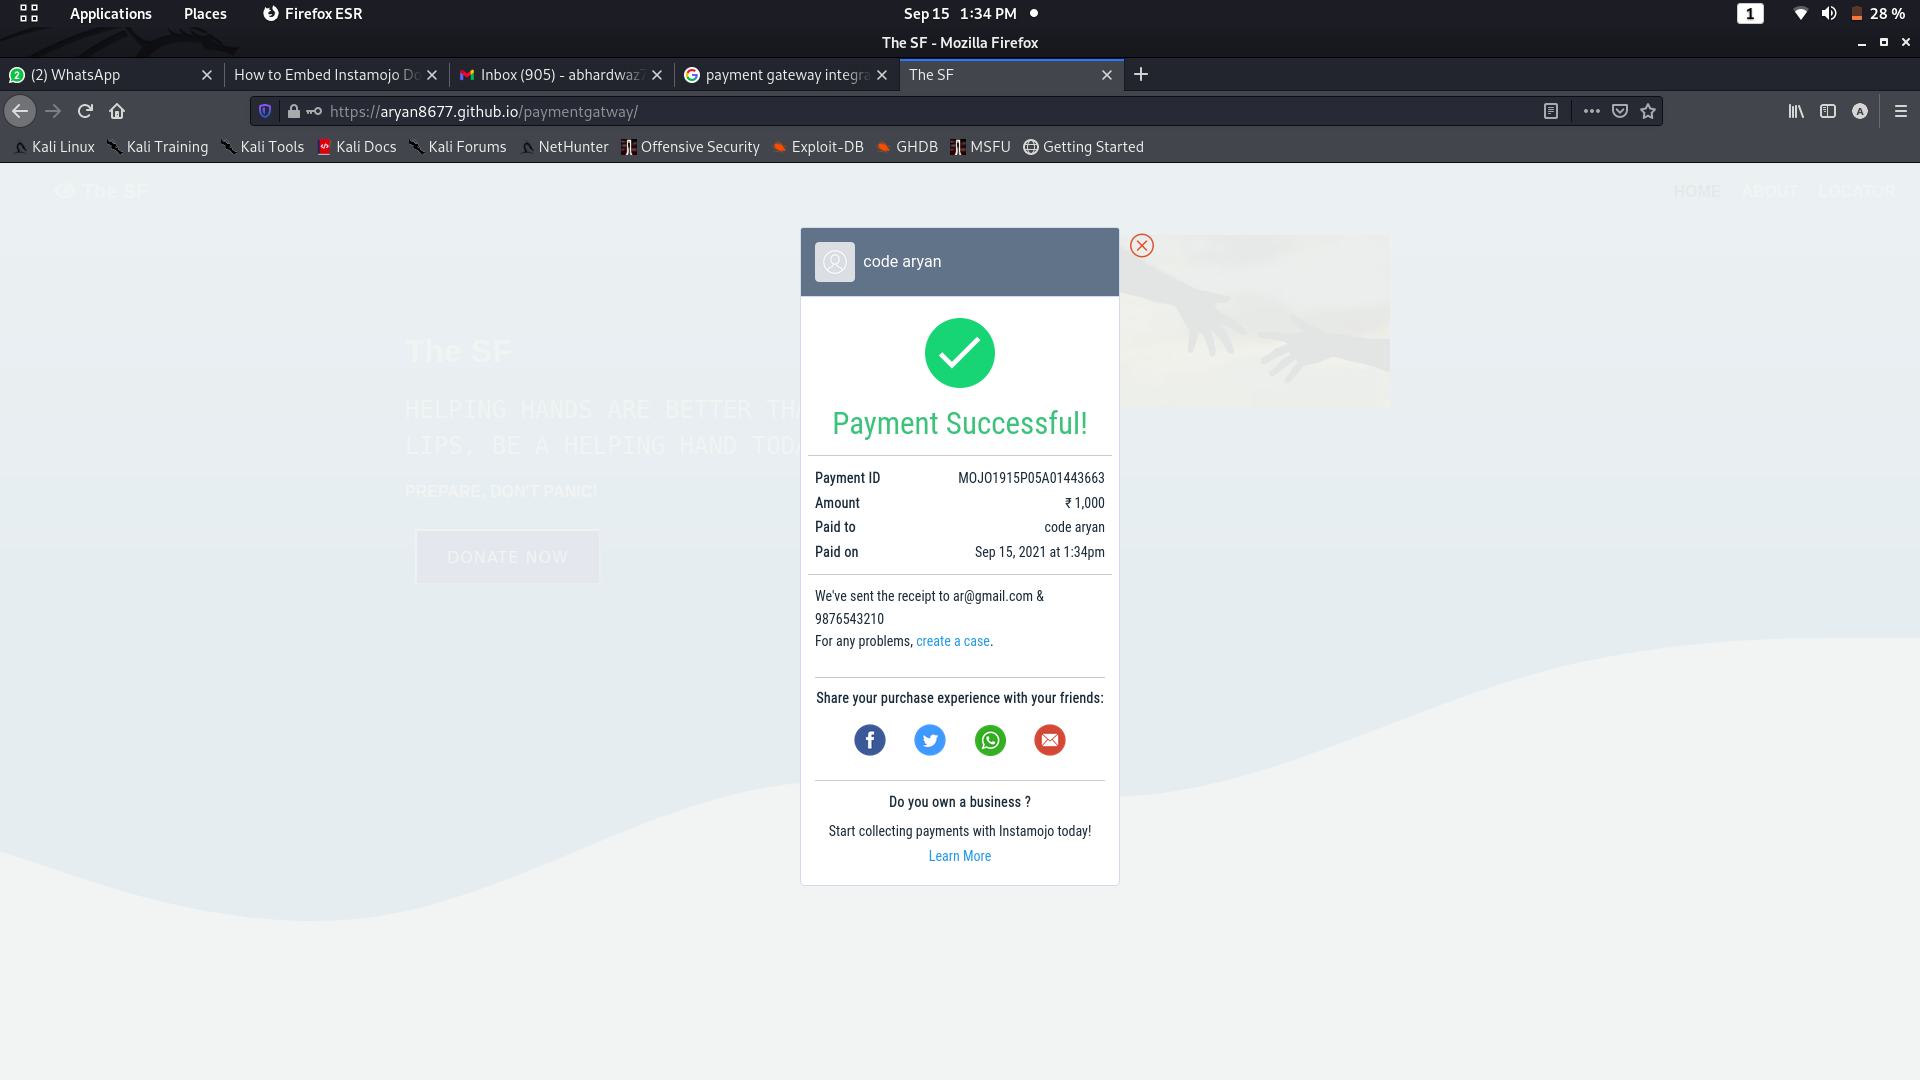 Applications Places Firefox ESR Sep 15 1:34 PM 1 28 %
The SF - Mozilla Firefox
(2) WhatsApp How to Embed Instamojo Do Inbox (905) - abhardwaz7 payment gateway integra The SF
https://aryan8677.github.io/paymentgatway/
Kali Linux Kali Training Kali Tools Kali Docs Kali Forums NetHunter Offensive Security Exploit-DB GHDB MSFU Getting Started
The SF HOME ABOUT LOCATOR
code aryan
The SF
HELPING HANDS ARE BETTER THA
LIPS, BE A HELPING HAND TODA
PREPARE, DON'T PANIC!
DONATE NOW
Payment Successful!
Payment ID MOJO1915P05A01443663
Amount ₹ 1,000
Paid to code aryan
Paid on Sep 15, 2021 at 1:34pm
We've sent the receipt to ar@gmail.com &
9876543210
For any problems, create a case.
Share your purchase experience with your friends:
Do you own a business ?
Start collecting payments with Instamojo today!
Learn More